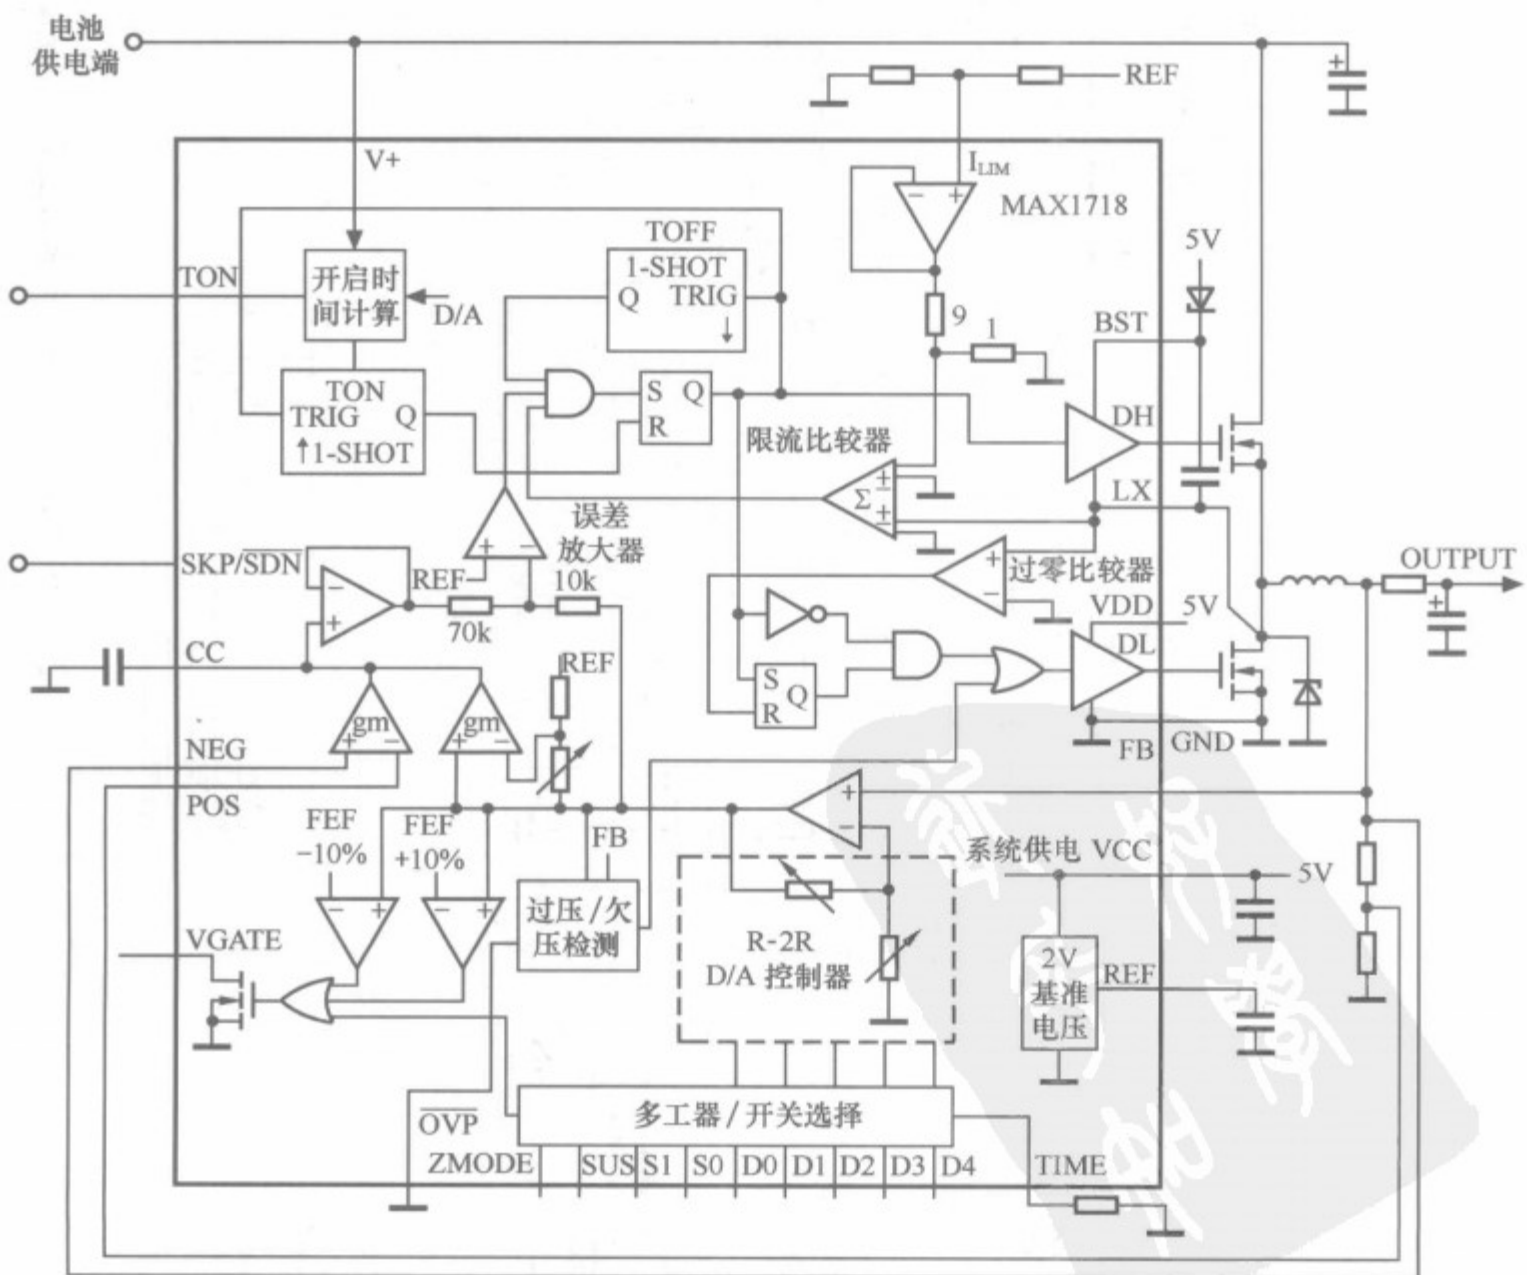 电池
供电端
REF
V+
I_LIM
MAX1718
TOFF
1-SHOT
Q TRIG
↓
5V
TON
开启时
间计算
D/A
9
1
BST
TON
TRIG Q
↑1-SHOT
S Q
R
限流比较器
DH
Σ
LX
误差
放大器
SKP/SDN
REF
10k
70k
过零比较器
VDD
5V
OUTPUT
CC
REF
DL
S
Q
R
gm
gm
NEG
POS
FB
GND
FEF
−10%
FEF
+10%
FB
系统供电 VCC
5V
过压/欠
压检测
R-2R
D/A 控制器
VGATE
2V
基准
电压
REF
OVP
多工器/开关选择
ZMODE SUS S1 S0 D0 D1 D2 D3 D4 TIME